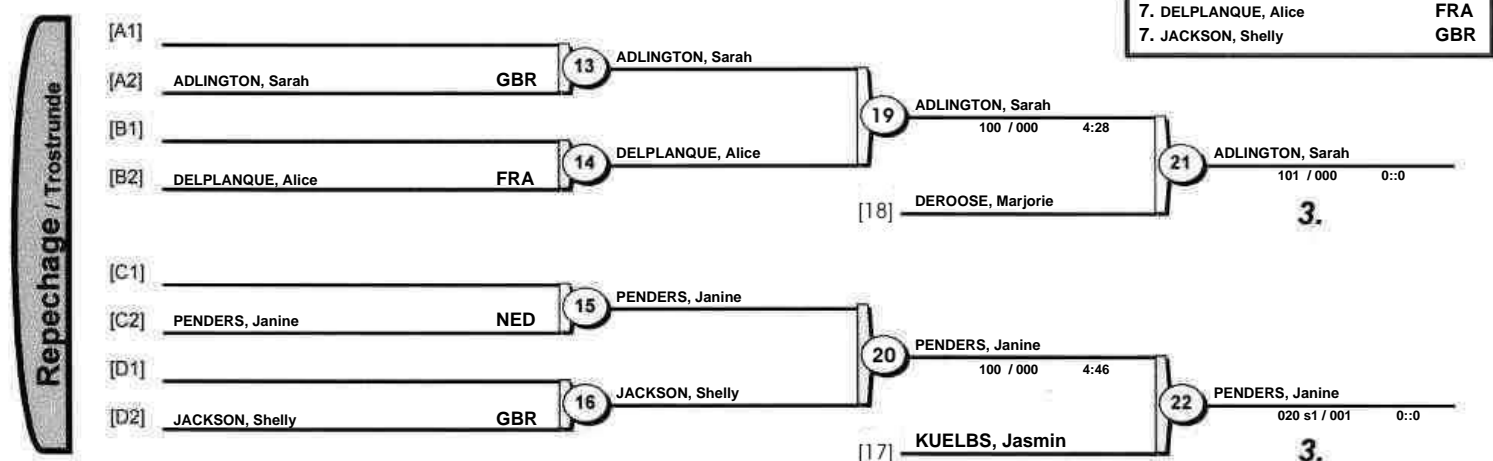 7. DELPLANQUE, Alice FRA
7. JACKSON, Shelly GBR
Repechage / Trostrunde
[A1]
[A2] ADLINGTON, Sarah GBR
13 ADLINGTON, Sarah
[B1]
[B2] DELPLANQUE, Alice FRA
14 DELPLANQUE, Alice
19 ADLINGTON, Sarah
100 / 000 4:28
[18] DEROOSE, Marjorie
21 ADLINGTON, Sarah
101 / 000 0::0
3.
[C1]
[C2] PENDERS, Janine NED
15 PENDERS, Janine
[D1]
[D2] JACKSON, Shelly GBR
16 JACKSON, Shelly
20 PENDERS, Janine
100 / 000 4:46
[17] KUELBS, Jasmin
22 PENDERS, Janine
020 s1 / 001 0::0
3.